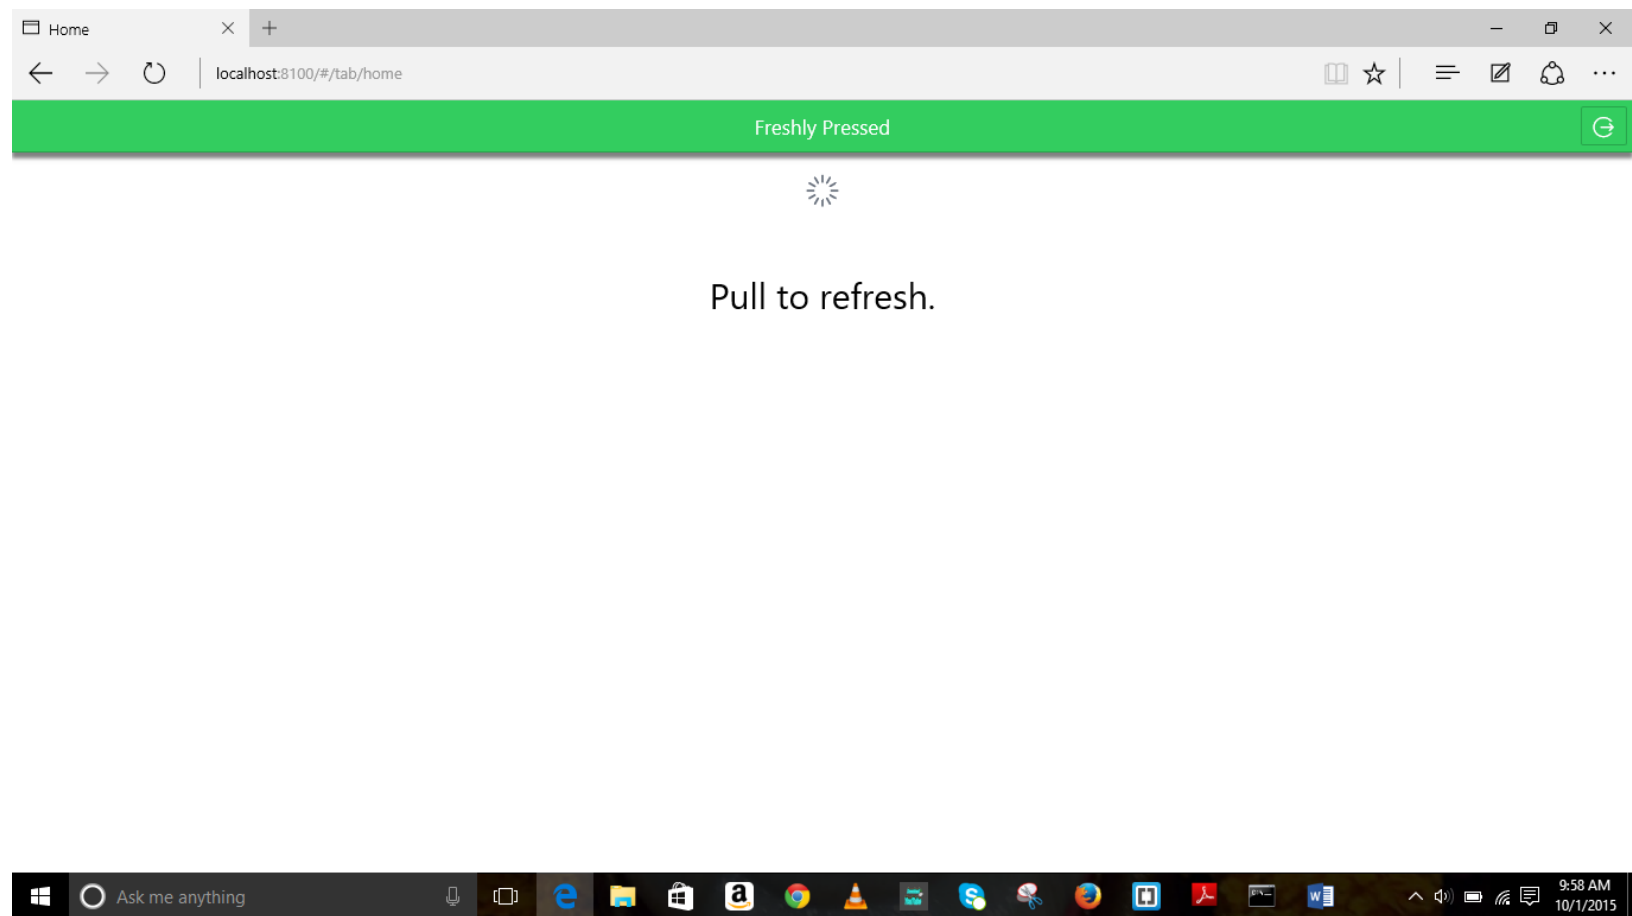 Home
localhost:8100/#/tab/home
Freshly Pressed
Pull to refresh.
Ask me anything
9:58 AM
10/1/2015